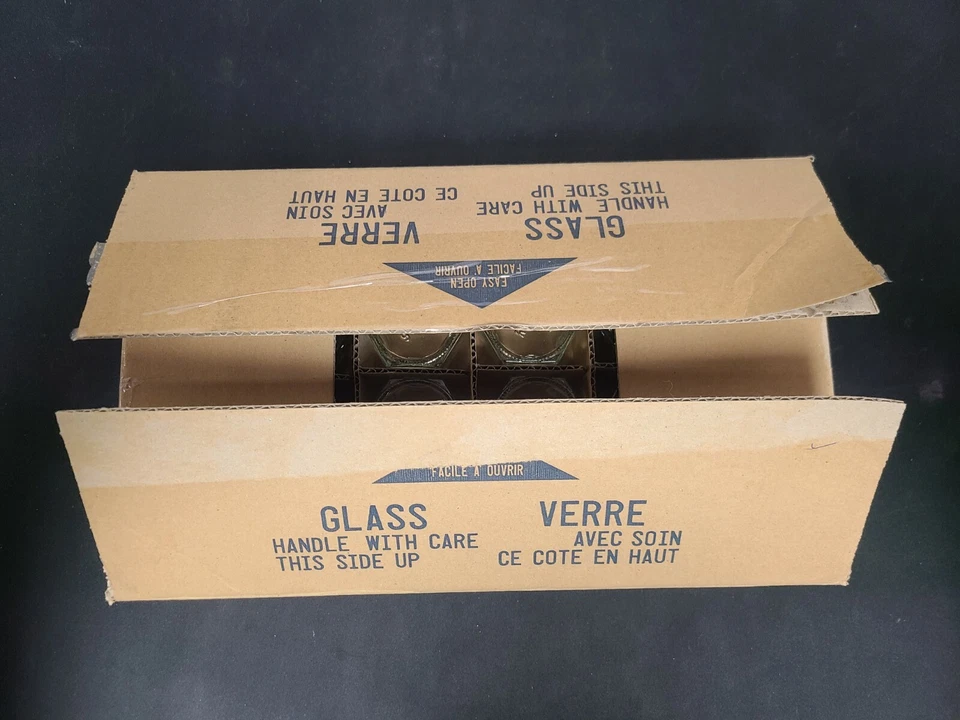 GLASS
HANDLE WITH CARE
THIS SIDE UP
VERRE
AVEC SOIN
CE COTE EN HAUT
EASY OPEN
FACILE A OUVRIR
FACILE A OUVRIR
GLASS
HANDLE WITH CARE
THIS SIDE UP
VERRE
AVEC SOIN
CE COTE EN HAUT